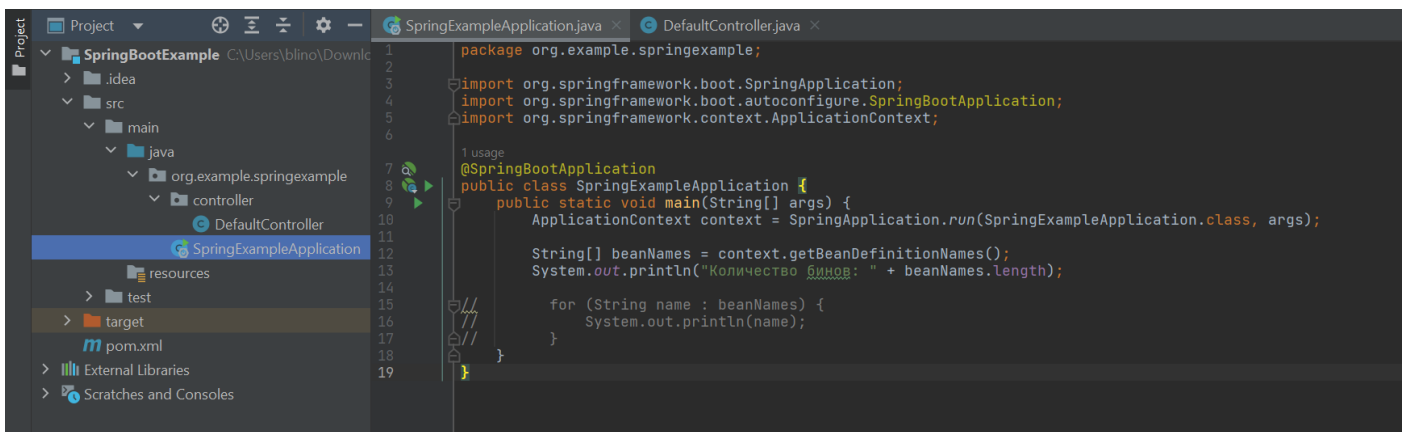 Project
Project
SpringBootExample C:\Users\blino\Downlc
.idea
src
main
java
org.example.springexample
controller
DefaultController
SpringExampleApplication
resources
test
target
pom.xml
External Libraries
Scratches and Consoles
SpringExampleApplication.java
DefaultController.java
1 package org.example.springexample;
2
3 import org.springframework.boot.SpringApplication;
4 import org.springframework.boot.autoconfigure.SpringBootApplication;
5 import org.springframework.context.ApplicationContext;
6
1 usage
7 @SpringBootApplication
8 public class SpringExampleApplication {
9 public static void main(String[] args) {
10 ApplicationContext context = SpringApplication.run(SpringExampleApplication.class, args);
11
12 String[] beanNames = context.getBeanDefinitionNames();
13 System.out.println("Количество бинов: " + beanNames.length);
14
15 // for (String name : beanNames) {
16 // System.out.println(name);
17 // }
18 }
19 }